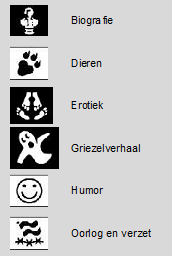 Biografie
Dieren
Erotiek
Griezelverhaal
Humor
Oorlog en verzet